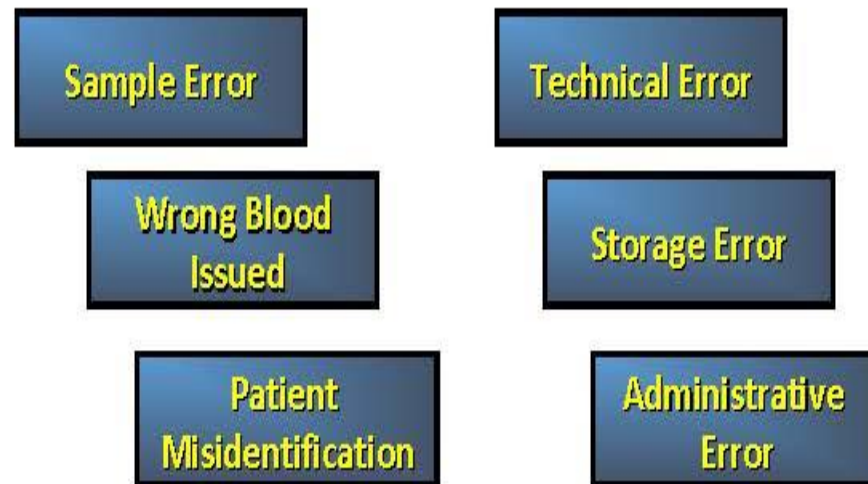 Sample Error
Technical Error
Wrong Blood
Issued
Storage Error
Patient
Misidentification
Administrative
Error